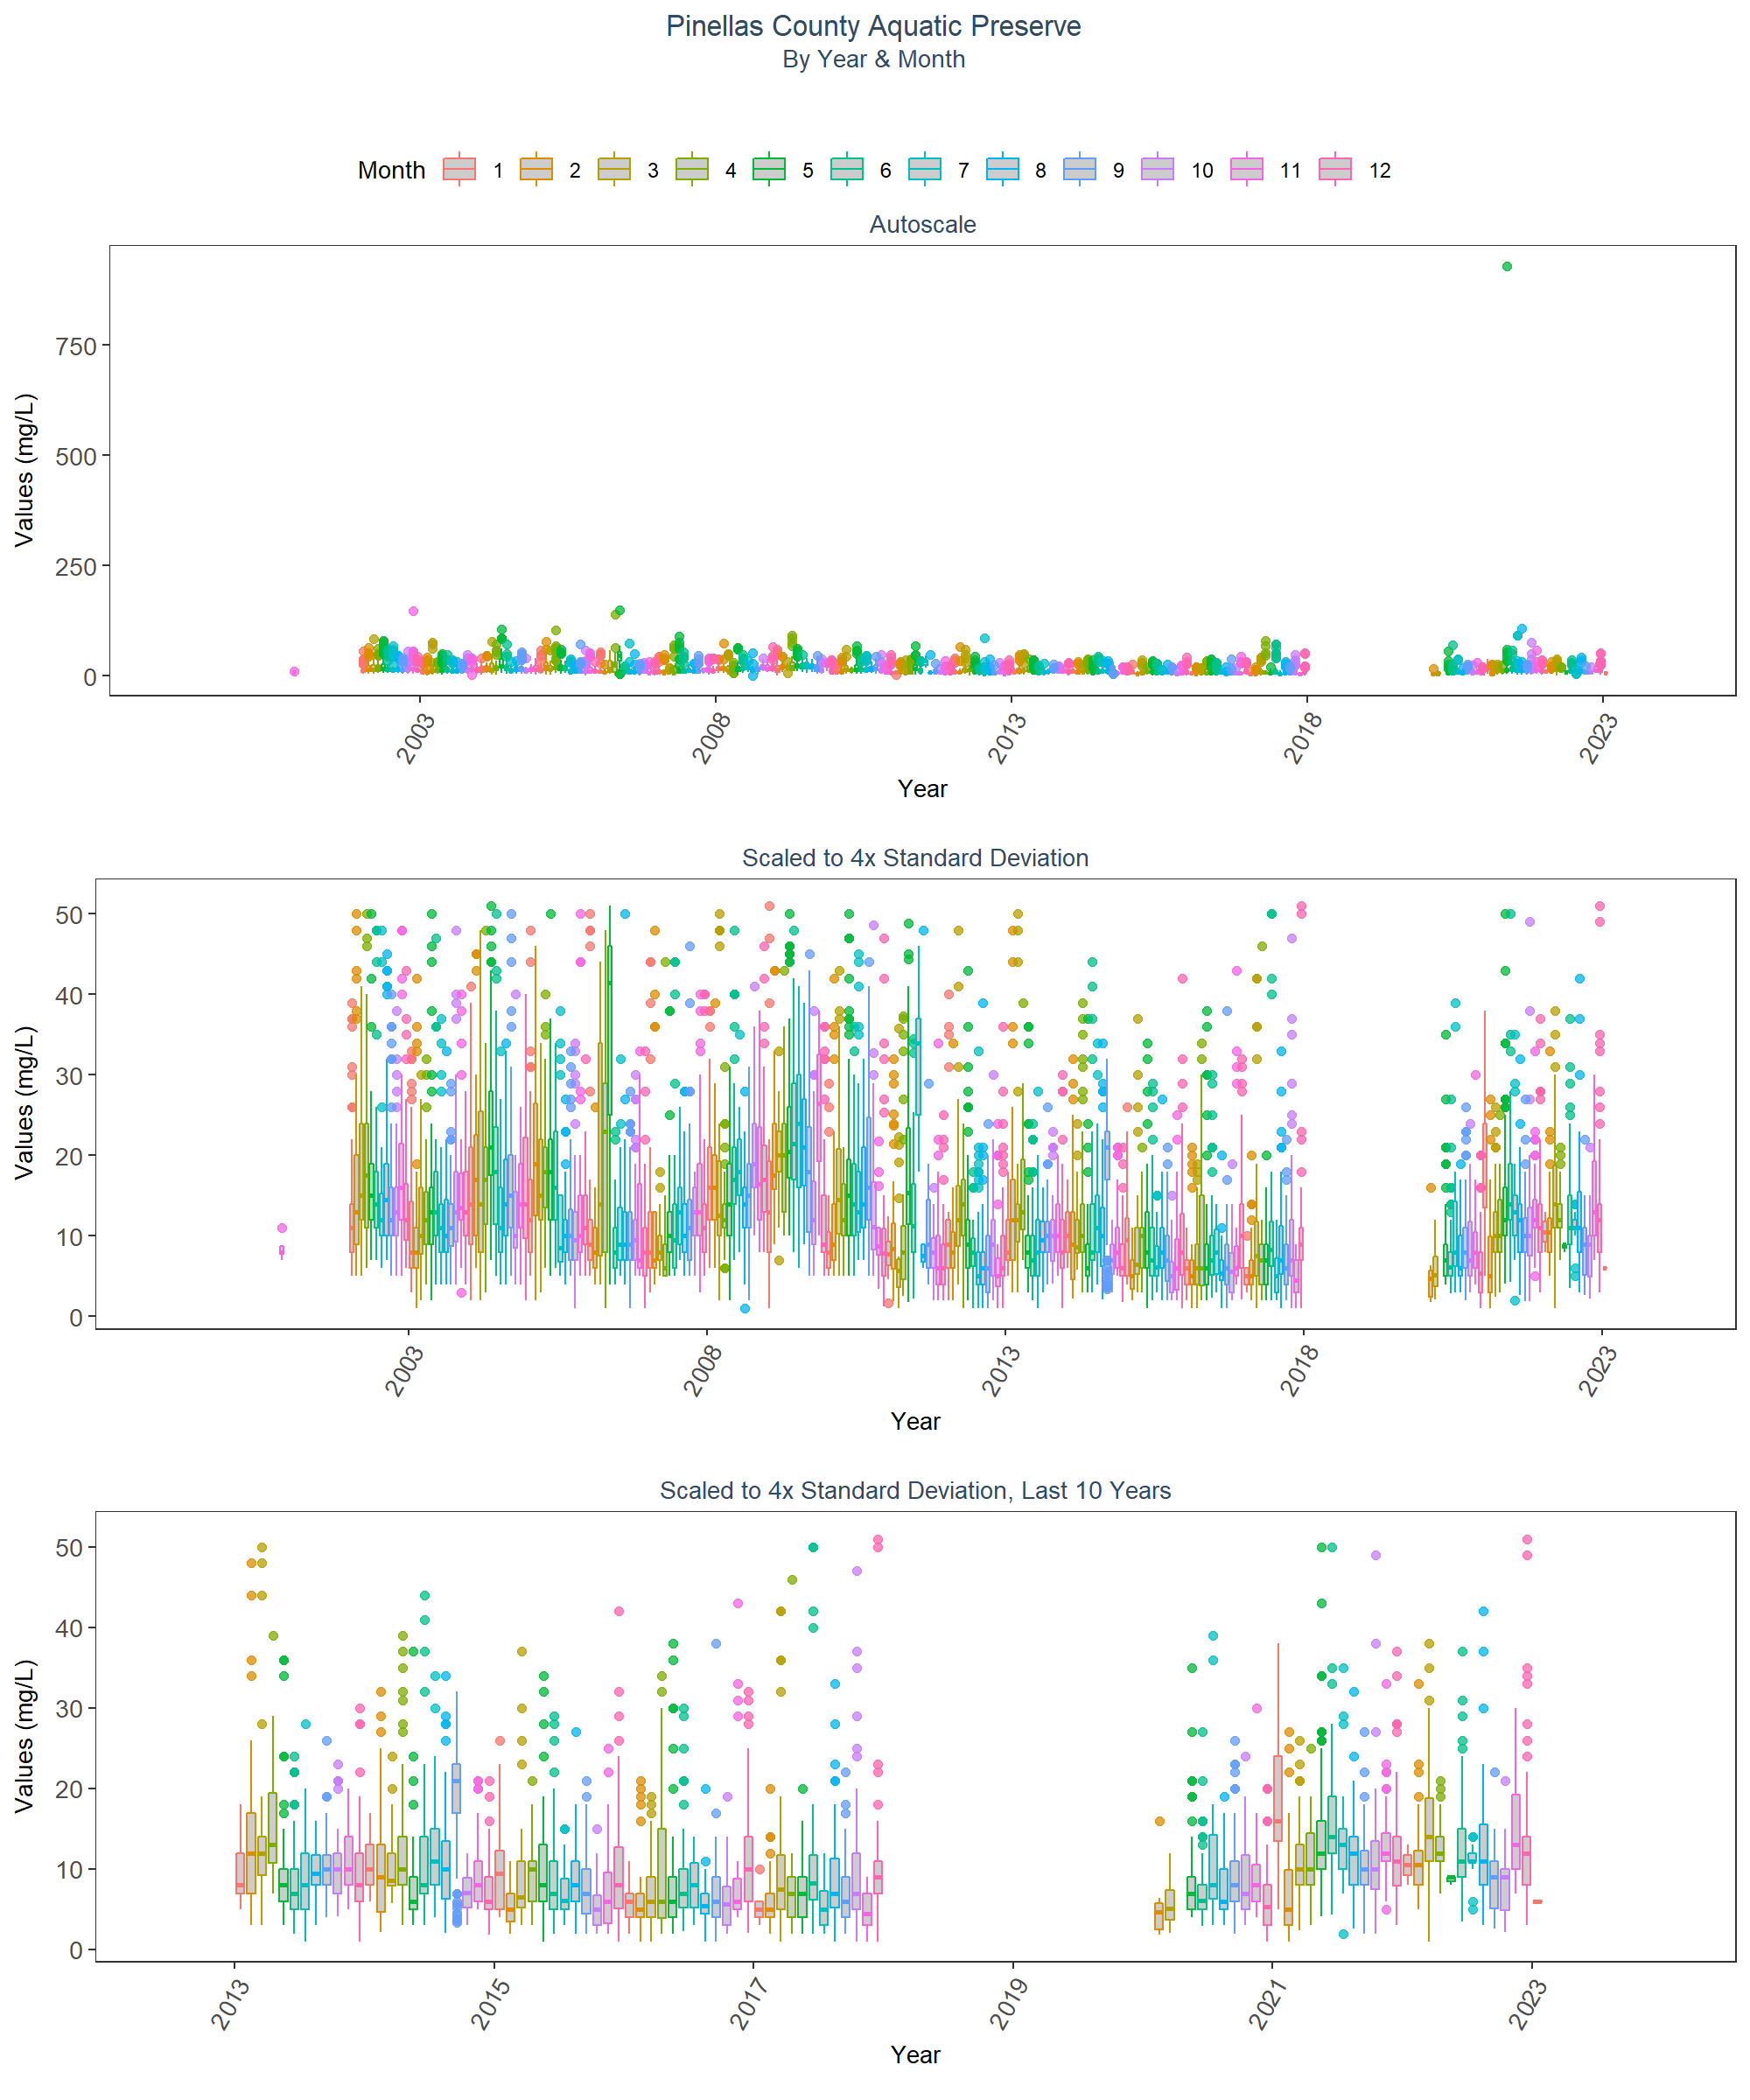 Pinellas County Aquatic Preserve
By Year & Month
Month 1 2 3 4 5 6 7 8 9 10 11 12
Autoscale
Values (mg/L)
750
500
250
0
2003 2008 2013 2018 2023
Year
Scaled to 4x Standard Deviation
Values (mg/L)
50
40
30
20
10
0
2003 2008 2013 2018 2023
Year
Scaled to 4x Standard Deviation, Last 10 Years
Values (mg/L)
50
40
30
20
10
0
2013 2015 2017 2019 2021 2023
Year